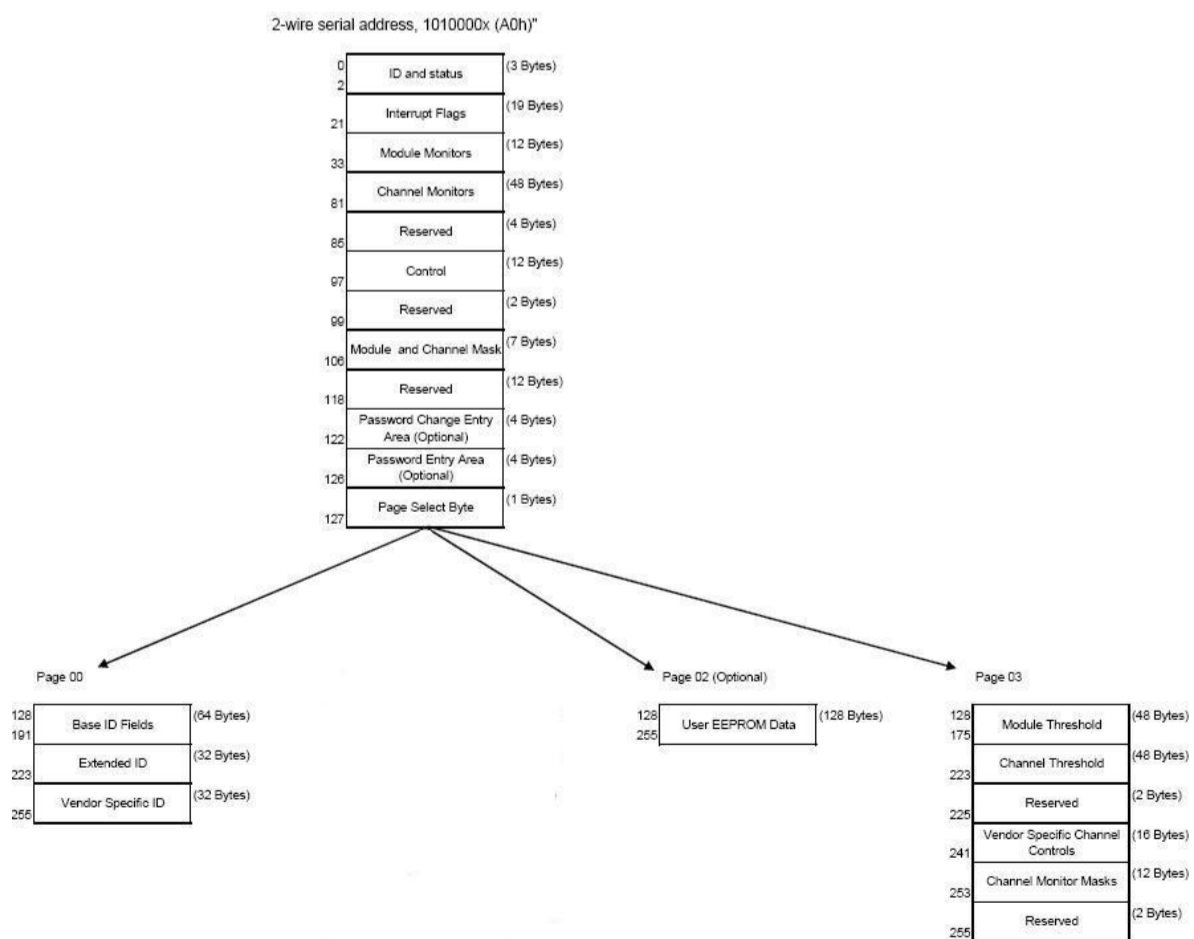 2-wire serial address, 1010000x (A0h)"
0
2
ID and status
(3 Bytes)
21
Interrupt Flags
(19 Bytes)
33
Module Monitors
(12 Bytes)
81
Channel Monitors
(48 Bytes)
85
Reserved
(4 Bytes)
97
Control
(12 Bytes)
99
Reserved
(2 Bytes)
106
Module and Channel Mask
(7 Bytes)
118
Reserved
(12 Bytes)
122
Password Change Entry
Area (Optional)
(4 Bytes)
126
Password Entry Area
(Optional)
(4 Bytes)
127
Page Select Byte
(1 Bytes)
Page 00
128
191
Base ID Fields
(64 Bytes)
223
Extended ID
(32 Bytes)
255
Vendor Specific ID
(32 Bytes)
Page 02 (Optional)
128
255
User EEPROM Data
(128 Bytes)
Page 03
128
175
Module Threshold
(48 Bytes)
223
Channel Threshold
(48 Bytes)
225
Reserved
(2 Bytes)
241
Vendor Specific Channel
Controls
(16 Bytes)
253
Channel Monitor Masks
(12 Bytes)
255
Reserved
(2 Bytes)